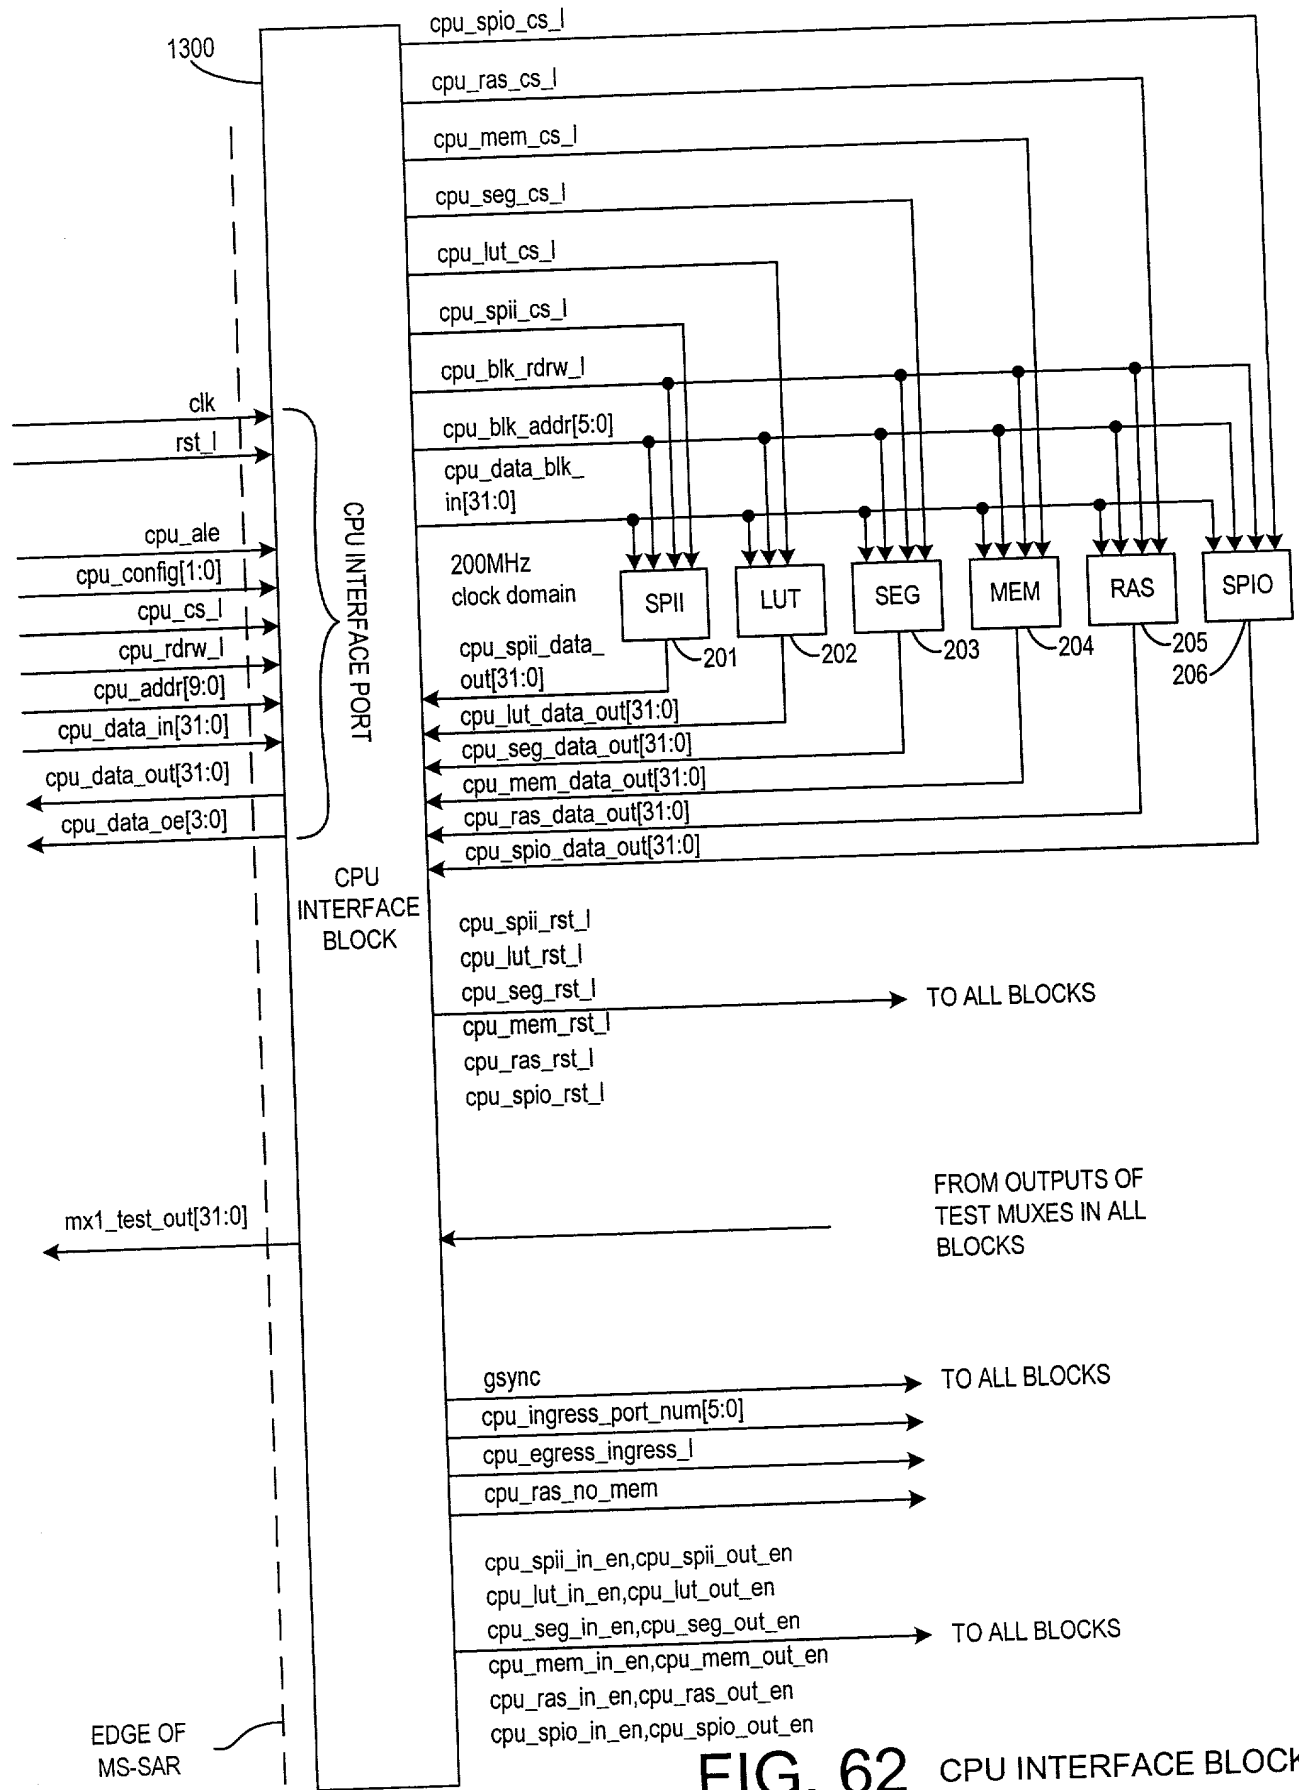 1300
cpu_spio_cs_l
cpu_ras_cs_l
cpu_mem_cs_l
cpu_seg_cs_l
cpu_lut_cs_l
cpu_spii_cs_l
cpu_blk_rdrw_l
cpu_blk_addr[5:0]
cpu_data_blk_
in[31:0]
200MHz
clock domain
clk
rst_l
cpu_ale
cpu_config[1:0]
cpu_cs_l
cpu_rdrw_l
cpu_addr[9:0]
cpu_data_in[31:0]
cpu_data_out[31:0]
cpu_data_oe[3:0]
CPU INTERFACE PORT
CPU
INTERFACE
BLOCK
SPII
LUT
SEG
MEM
RAS
SPIO
201
202
203
204
205
206
cpu_spii_data_
out[31:0]
cpu_lut_data_out[31:0]
cpu_seg_data_out[31:0]
cpu_mem_data_out[31:0]
cpu_ras_data_out[31:0]
cpu_spio_data_out[31:0]
cpu_spii_rst_l
cpu_lut_rst_l
cpu_seg_rst_l
cpu_mem_rst_l
cpu_ras_rst_l
cpu_spio_rst_l
TO ALL BLOCKS
mx1_test_out[31:0]
FROM OUTPUTS OF
TEST MUXES IN ALL
BLOCKS
gsync
TO ALL BLOCKS
cpu_ingress_port_num[5:0]
cpu_egress_ingress_l
cpu_ras_no_mem
cpu_spii_in_en,cpu_spii_out_en
cpu_lut_in_en,cpu_lut_out_en
cpu_seg_in_en,cpu_seg_out_en
cpu_mem_in_en,cpu_mem_out_en
cpu_ras_in_en,cpu_ras_out_en
cpu_spio_in_en,cpu_spio_out_en
TO ALL BLOCKS
EDGE OF
MS-SAR
FIG. 62 CPU INTERFACE BLOCK